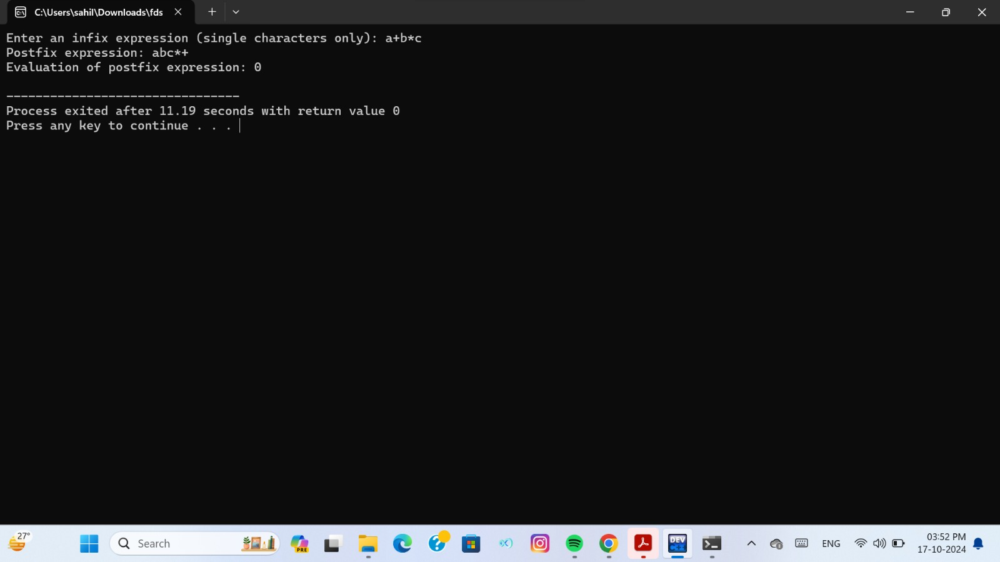 C:\Users\sahil\Downloads\fds
Enter an infix expression (single characters only): a+b*c
Postfix expression: abc*+
Evaluation of postfix expression: 0
--------------------------------
Process exited after 11.19 seconds with return value 0
Press any key to continue . . .
27°
Search
PRE
DEV
C++
ENG
03:52 PM
17-10-2024